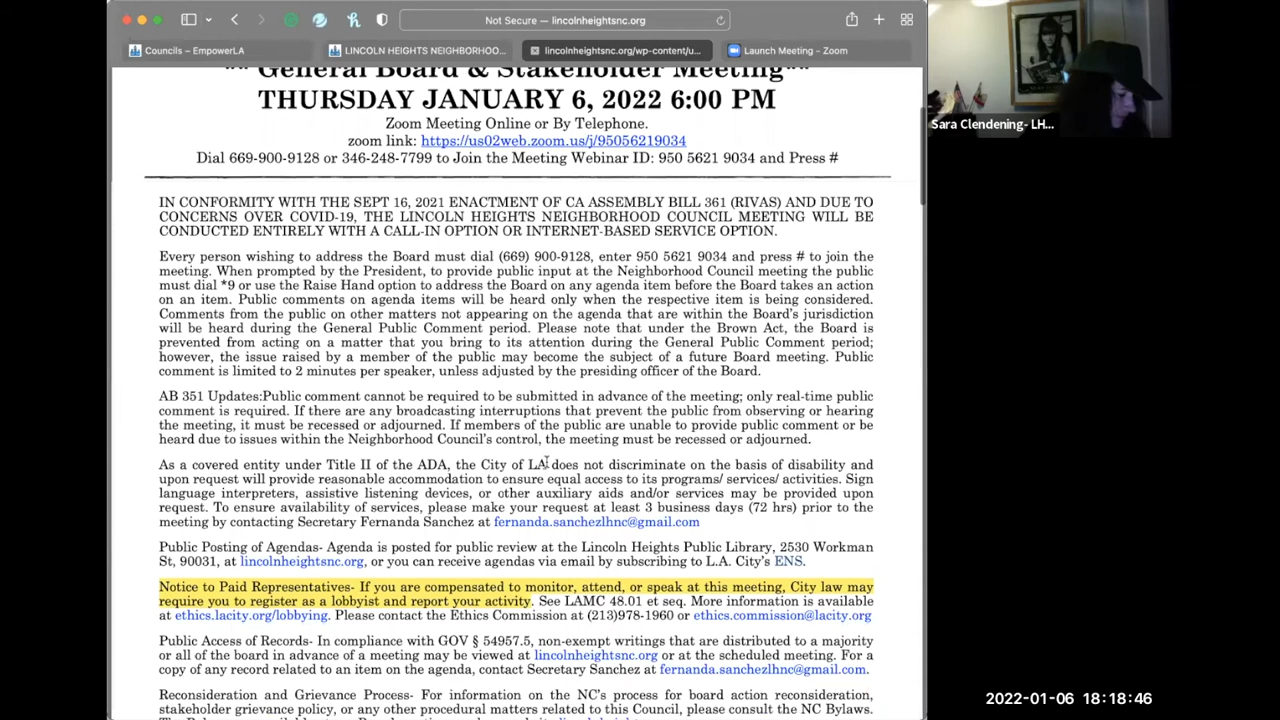 Not Secure — lincolnheightsnc.org
Councils – EmpowerLA
LINCOLN HEIGHTS NEIGHBORHOO...
lincolnheightsnc.org/wp-content/u...
Launch Meeting - Zoom
** General Board & Stakeholder Meeting**
THURSDAY JANUARY 6, 2022 6:00 PM
Zoom Meeting Online or By Telephone.
zoom link: https://us02web.zoom.us/j/95056219034
Dial 669-900-9128 or 346-248-7799 to Join the Meeting Webinar ID: 950 5621 9034 and Press #
IN CONFORMITY WITH THE SEPT 16, 2021 ENACTMENT OF CA ASSEMBLY BILL 361 (RIVAS) AND DUE TO
CONCERNS OVER COVID-19, THE LINCOLN HEIGHTS NEIGHBORHOOD COUNCIL MEETING WILL BE
CONDUCTED ENTIRELY WITH A CALL-IN OPTION OR INTERNET-BASED SERVICE OPTION.
Every person wishing to address the Board must dial (669) 900-9128, enter 950 5621 9034 and press # to join the
meeting. When prompted by the President, to provide public input at the Neighborhood Council meeting the public
must dial *9 or use the Raise Hand option to address the Board on any agenda item before the Board takes an action
on an item. Public comments on agenda items will be heard only when the respective item is being considered.
Comments from the public on other matters not appearing on the agenda that are within the Board's jurisdiction
will be heard during the General Public Comment period. Please note that under the Brown Act, the Board is
prevented from acting on a matter that you bring to its attention during the General Public Comment period;
however, the issue raised by a member of the public may become the subject of a future Board meeting. Public
comment is limited to 2 minutes per speaker, unless adjusted by the presiding officer of the Board.
AB 351 Updates:Public comment cannot be required to be submitted in advance of the meeting; only real-time public
comment is required. If there are any broadcasting interruptions that prevent the public from observing or hearing
the meeting, it must be recessed or adjourned. If members of the public are unable to provide public comment or be
heard due to issues within the Neighborhood Council's control, the meeting must be recessed or adjourned.
As a covered entity under Title II of the ADA, the City of LA does not discriminate on the basis of disability and
upon request will provide reasonable accommodation to ensure equal access to its programs/ services/ activities. Sign
language interpreters, assistive listening devices, or other auxiliary aids and/or services may be provided upon
request. To ensure availability of services, please make your request at least 3 business days (72 hrs) prior to the
meeting by contacting Secretary Fernanda Sanchez at fernanda.sanchezlhnc@gmail.com
Public Posting of Agendas- Agenda is posted for public review at the Lincoln Heights Public Library, 2530 Workman
St, 90031, at lincolnheightsnc.org, or you can receive agendas via email by subscribing to L.A. City's ENS.
Notice to Paid Representatives- If you are compensated to monitor, attend, or speak at this meeting, City law may
require you to register as a lobbyist and report your activity. See LAMC 48.01 et seq. More information is available
at ethics.lacity.org/lobbying. Please contact the Ethics Commission at (213)978-1960 or ethics.commission@lacity.org
Public Access of Records- In compliance with GOV § 54957.5, non-exempt writings that are distributed to a majority
or all of the board in advance of a meeting may be viewed at lincolnheightsnc.org or at the scheduled meeting. For a
copy of any record related to an item on the agenda, contact Secretary Sanchez at fernanda.sanchezlhnc@gmail.com.
Reconsideration and Grievance Process- For information on the NC's process for board action reconsideration,
stakeholder grievance policy, or any other procedural matters related to this Council, please consult the NC Bylaws.
Sara Clendening- LH...
2022-01-06 18:18:46